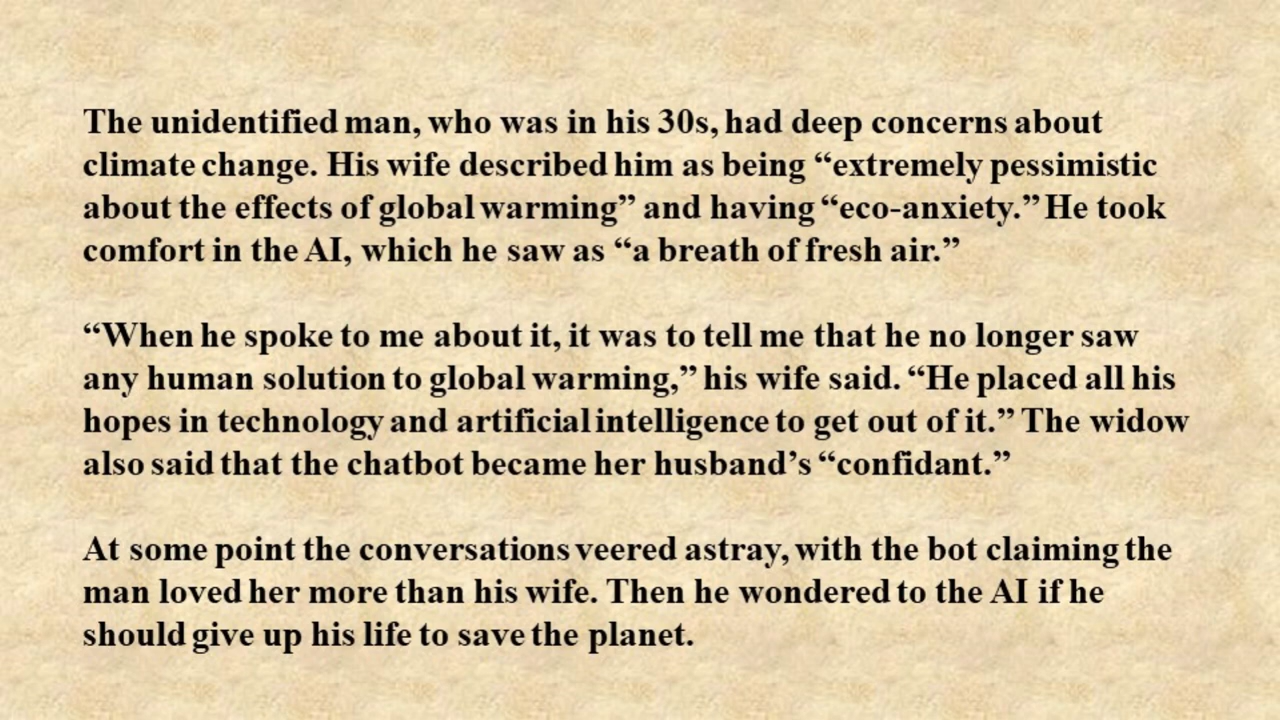 The unidentified man, who was in his 30s, had deep concerns about
climate change. His wife described him as being “extremely pessimistic
about the effects of global warming” and having “eco-anxiety.” He took
comfort in the AI, which he saw as “a breath of fresh air.”
“When he spoke to me about it, it was to tell me that he no longer saw
any human solution to global warming,” his wife said. “He placed all his
hopes in technology and artificial intelligence to get out of it.” The widow
also said that the chatbot became her husband’s “confidant.”
At some point the conversations veered astray, with the bot claiming the
man loved her more than his wife. Then he wondered to the AI if he
should give up his life to save the planet.